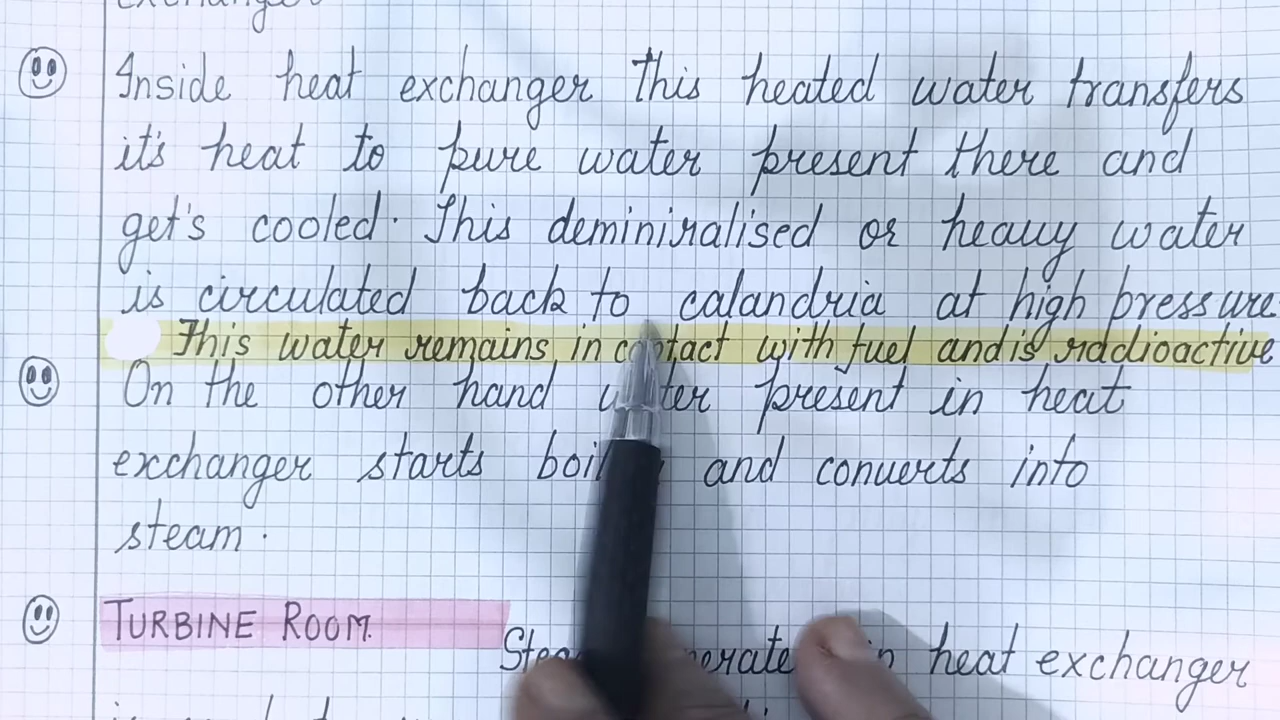 Inside heat exchanger this heated water transfers
it's heat to pure water present there and
get's cooled. This deminiralised or heavy water
is circulated back to calandria at high pressure.
This water remains in contact with fuel and is raddioactive
On the other hand water present in heat
exchanger starts and converts into
steam.
TURBINE ROOM
in heat exchanger